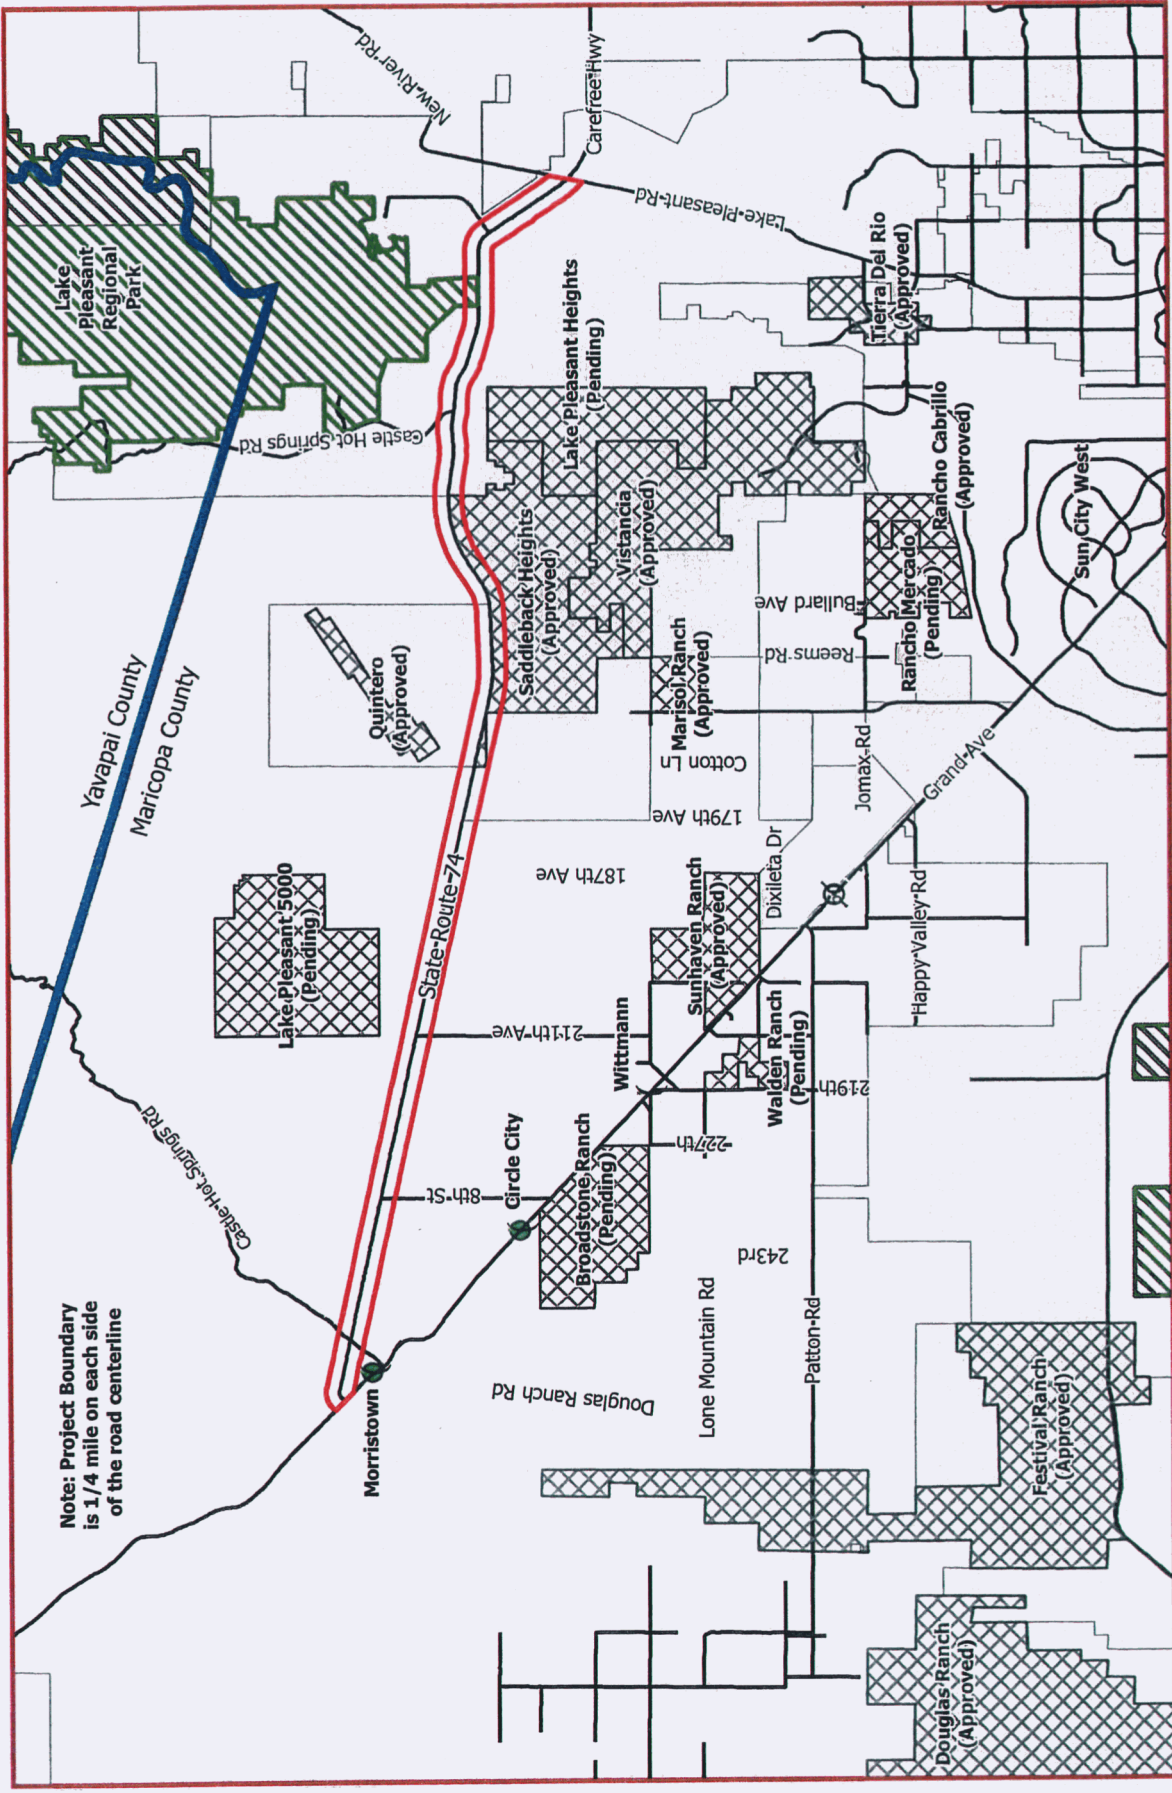 Note: Project Boundary
is 1/4 mile on each side
of the road centerline
Castle Hot Springs Rd
Yavapai County
Maricopa County
Lake
Pleasant
Regional
Park
New River Rd
Carefree Hwy
Castle Hot Springs Rd
Lake Pleasant 5000
(Pending)
Quintero
(Approved)
Morristown
State Route 74
8th St
211th Ave
Circle City
Lake Pleasant Rd
Lake Pleasant Heights
(Pending)
Saddleback Heights
(Approved)
Vistancia
(Approved)
187th Ave
179th Ave
Cotton Ln
Marisol Ranch
(Approved)
Reems Rd
Bullard Ave
Douglas Ranch Rd
Broadstone Ranch
(Pending)
Wittmann
Sunhaven Ranch
(Approved)
227th
Lone Mountain Rd
243rd
Walden Ranch
(Pending)
219th
Dixileta Dr
Jomax Rd
Tierra Del Rio
(Approved)
Rancho Cabrillo
(Approved)
Rancho Mercado
(Pending)
Patton Rd
Happy Valley Rd
Grand Ave
Sun City West
Festival Ranch
(Approved)
Douglas Ranch
(Approved)